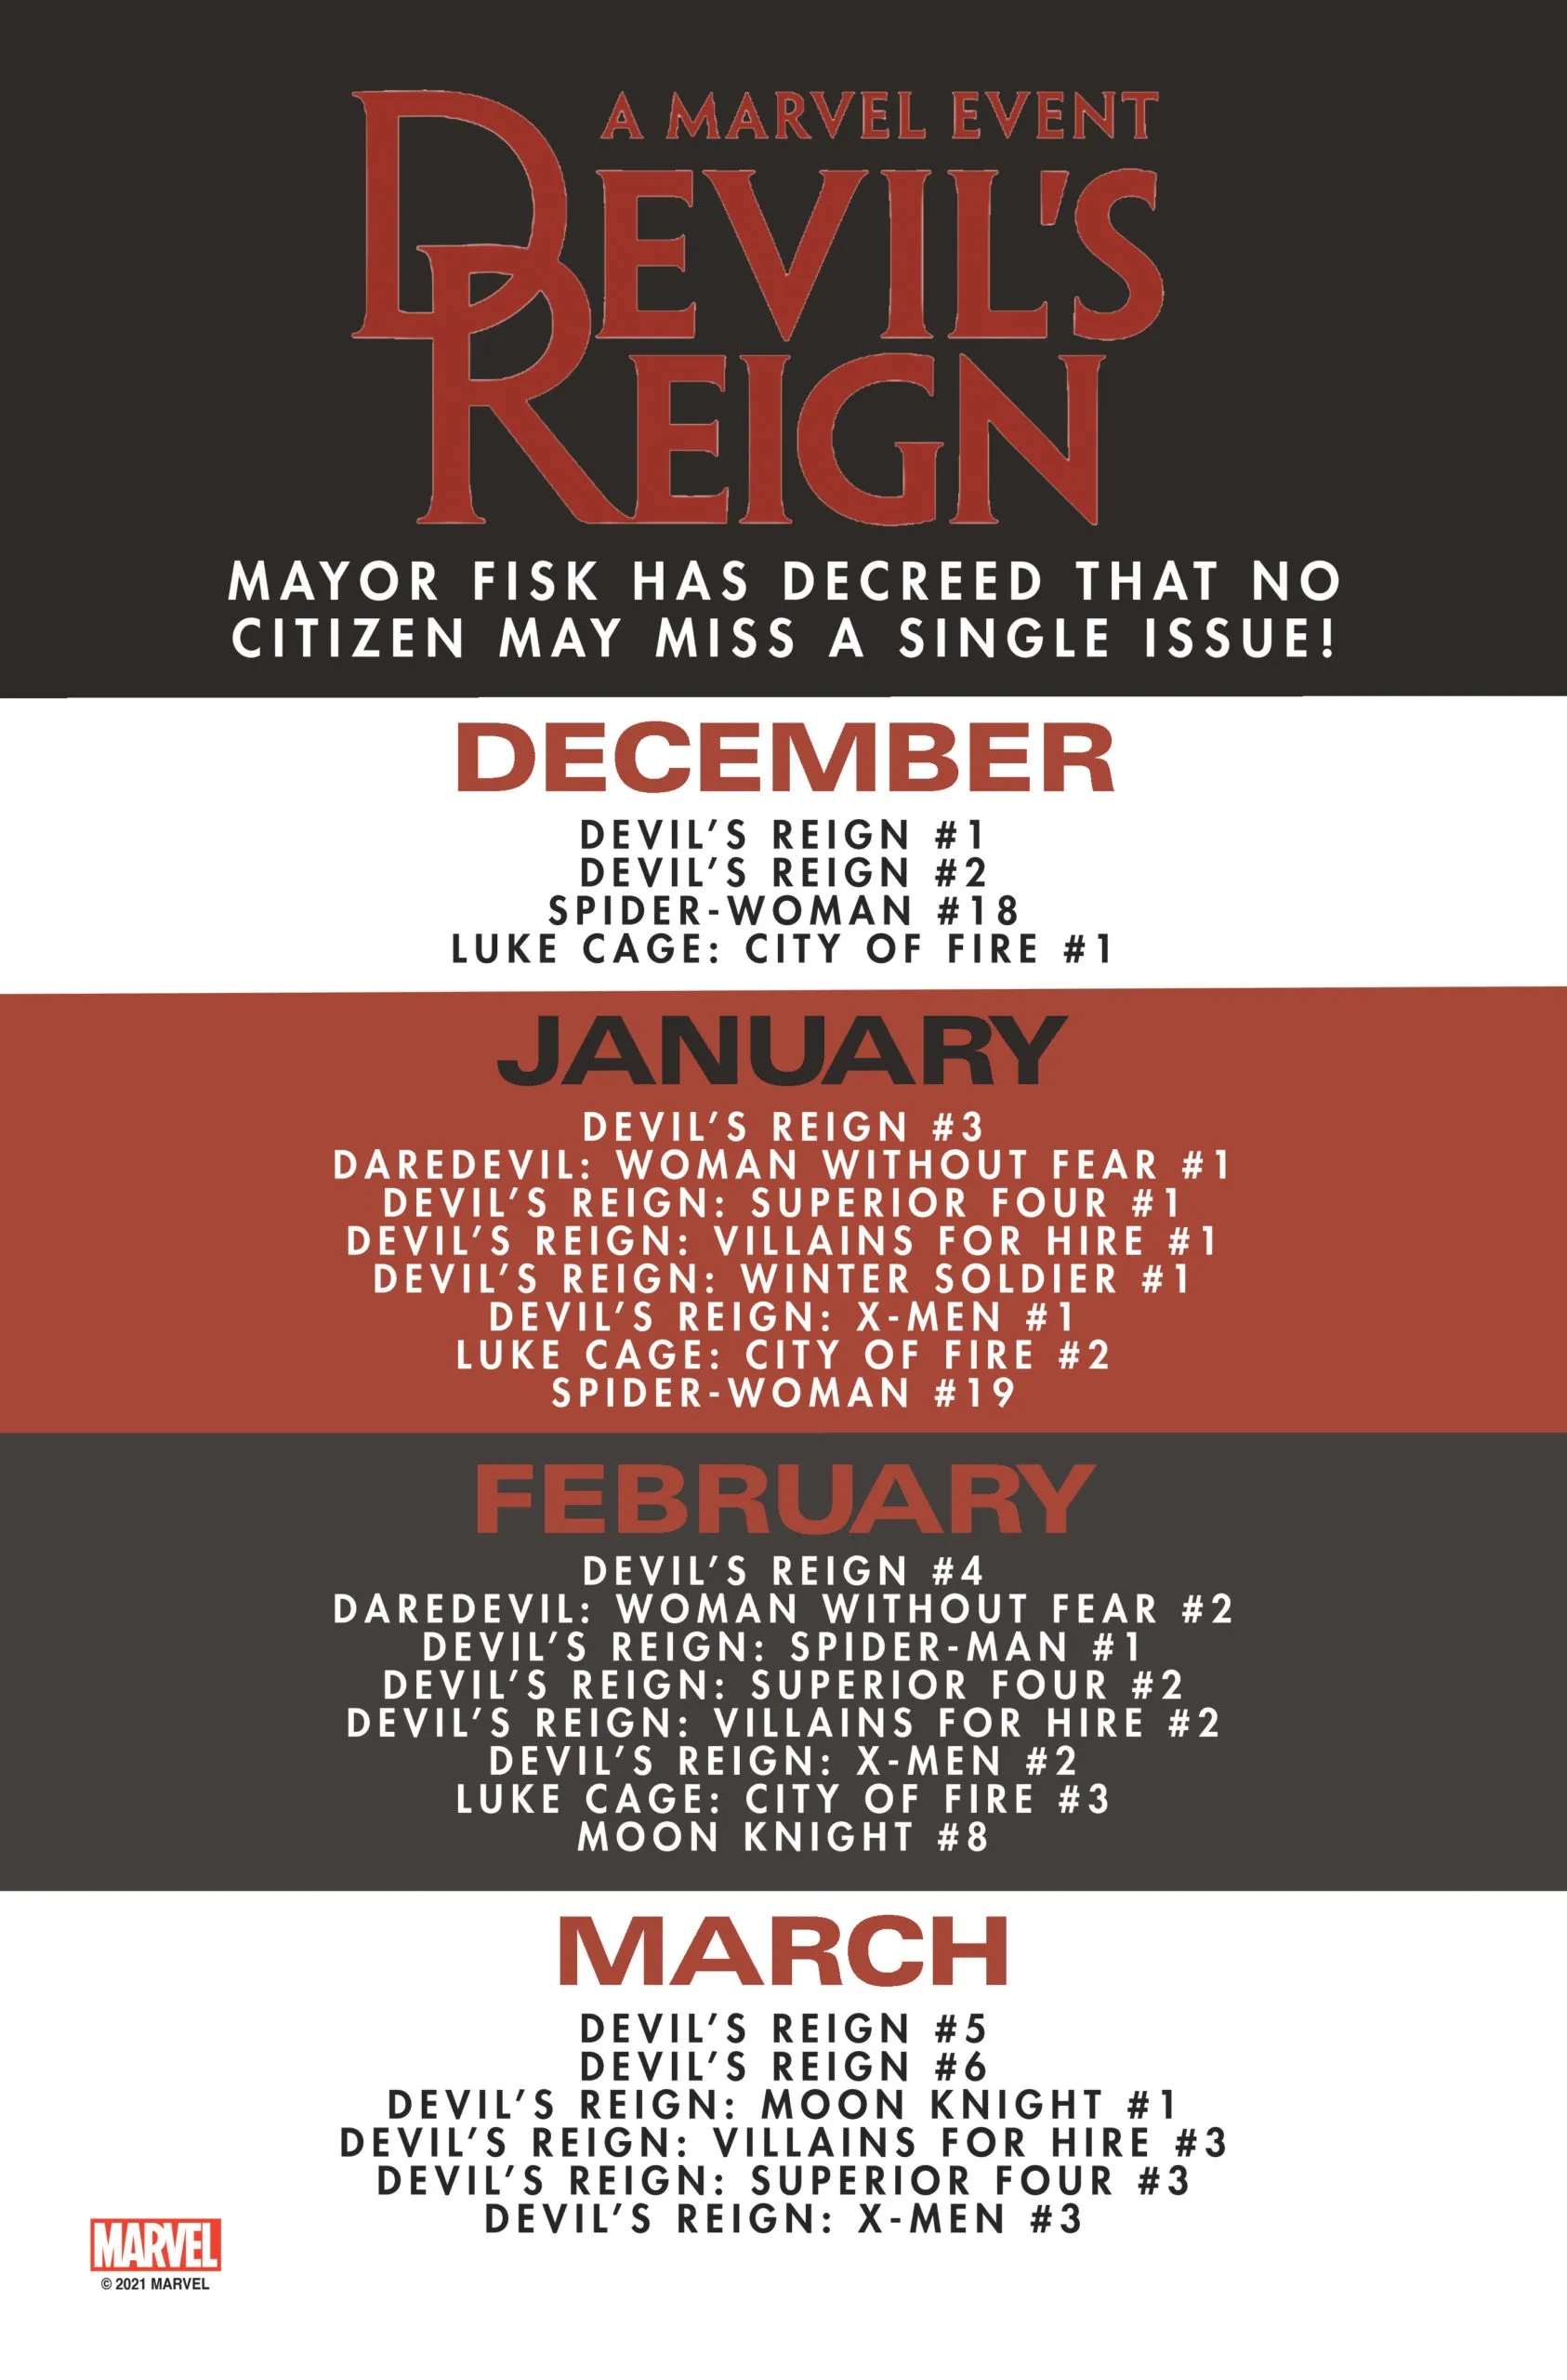 A MARVEL EVENT
DEVIL'S
REIGN
MAYOR FISK HAS DECREED THAT NO
CITIZEN MAY MISS A SINGLE ISSUE!
DECEMBER
DEVIL'S REIGN #1
DEVIL'S REIGN #2
SPIDER-WOMAN #18
LUKE CAGE: CITY OF FIRE #1
JANUARY
DEVIL'S REIGN #3
DAREDEVIL: WOMAN WITHOUT FEAR #1
DEVIL'S REIGN: SUPERIOR FOUR #1
DEVIL'S REIGN: VILLAINS FOR HIRE #1
DEVIL'S REIGN: WINTER SOLDIER #1
DEVIL'S REIGN: X-MEN #1
LUKE CAGE: CITY OF FIRE #2
SPIDER-WOMAN #19
FEBRUARY
DEVIL'S REIGN #4
DAREDEVIL: WOMAN WITHOUT FEAR #2
DEVIL'S REIGN: SPIDER-MAN #1
DEVIL'S REIGN: SUPERIOR FOUR #2
DEVIL'S REIGN: VILLAINS FOR HIRE #2
DEVIL'S REIGN: X-MEN #2
LUKE CAGE: CITY OF FIRE #3
MOON KNIGHT #8
MARCH
DEVIL'S REIGN #5
DEVIL'S REIGN #6
DEVIL'S REIGN: MOON KNIGHT #1
DEVIL'S REIGN: VILLAINS FOR HIRE #3
DEVIL'S REIGN: SUPERIOR FOUR #3
DEVIL'S REIGN: X-MEN #3
MARVEL
© 2021 MARVEL